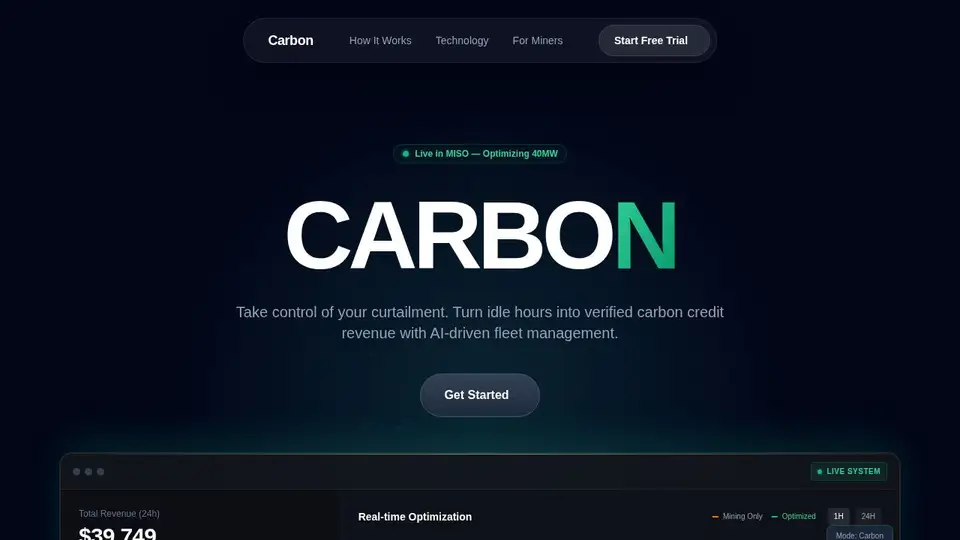 Carbon
How It Works
Technology
For Miners
Start Free Trial
Live in MISO — Optimizing 40MW
CARBON
Take control of your curtailment. Turn idle hours into verified carbon credit
revenue with AI-driven fleet management.
Get Started
LIVE SYSTEM
Total Revenue (24h)
$39,749
Real-time Optimization
Mining Only
Optimized
1H
24H
Mode: Carbon